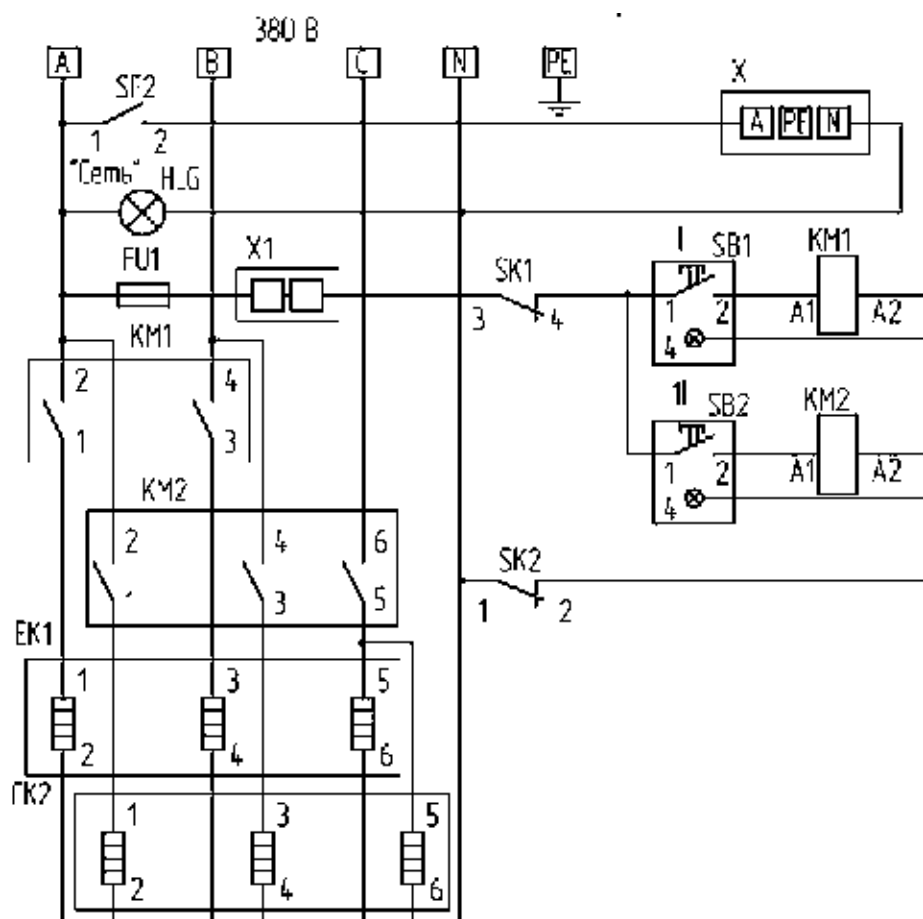 380 В
A B C N PE X
SF2
A PE N
1 2
"Сеть" HLG
FU1 X1 SK1 I SB1 KM1
3 4 1 2 A1 A2
4
KM1
2 4 II SB2 KM2
1 3 1 2 A1 A2
4
KM2
2 4 6 SK2
3 5 1 2
EK1
1 3 5
2 4 6
EK2
1 3 5
2 4 6